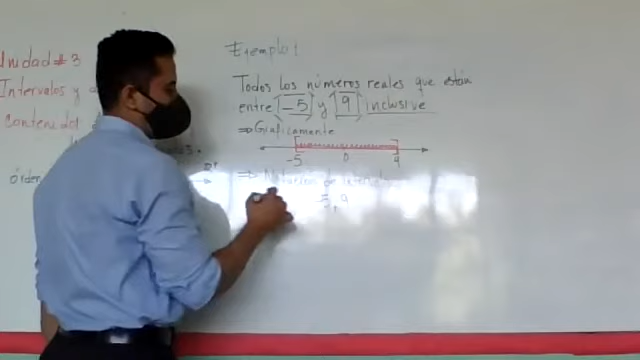 Unidad # 3
Intervalos y
contenido
Ejemplo 1
Todos los números reales que están
entre -5 y 9 inclusive
⇒ Gráficamente
-5 0 9
⇒ Notación de intervalo
-5, 9